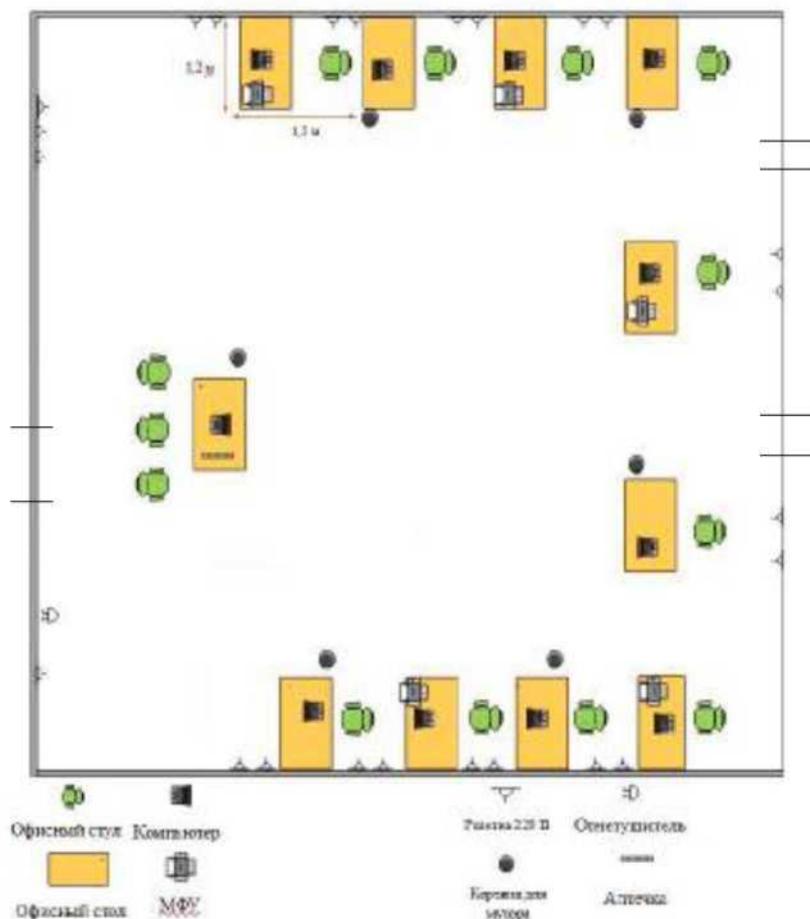 1,2 м
1,5 м
Офисный стул
Компьютер
Розетка 220 В
Огнетушитель
Офисный стол
МФУ
Корзина для
мусора
Аптечка